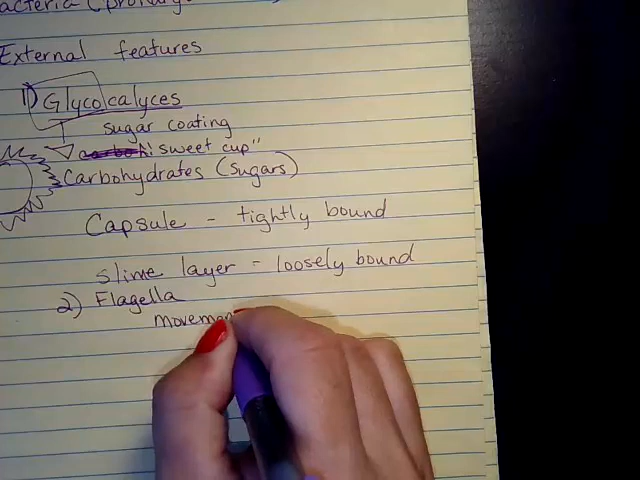 External features
1) Glycocalyces
sugar coating
"sweet cup"
Carbohydrates (sugars)
Capsule - tightly bound
slime layer - loosely bound
2) Flagella